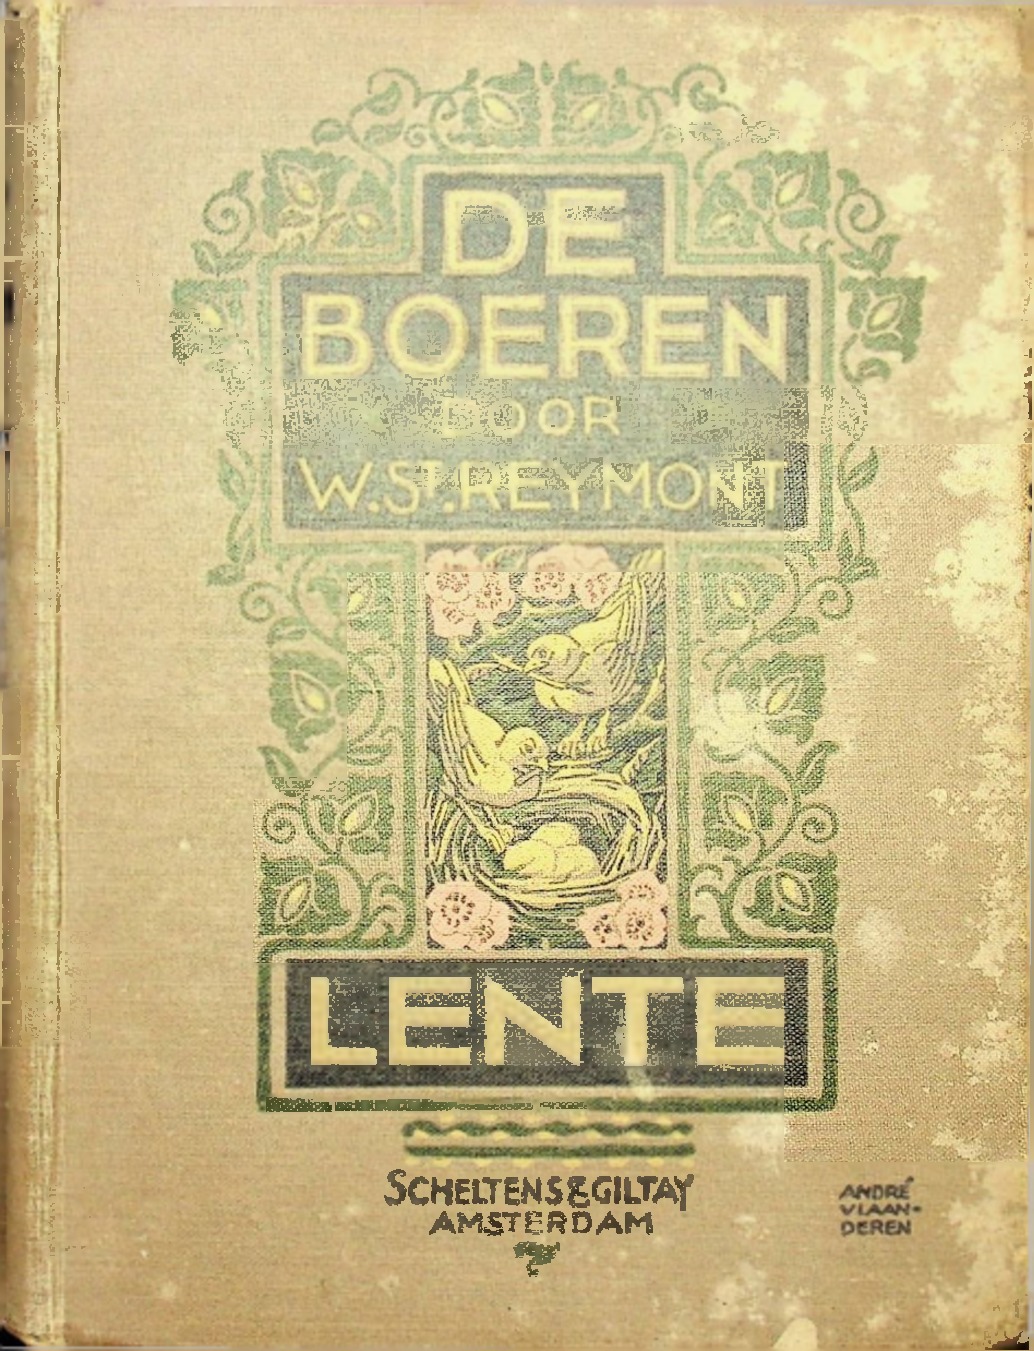 DE
BOEREN
DOOR
W.ST.REYMONT
LENTE
SCHELTENS & GILTAY
AMSTERDAM
ANDRÉ
VLAAN-
DEREN